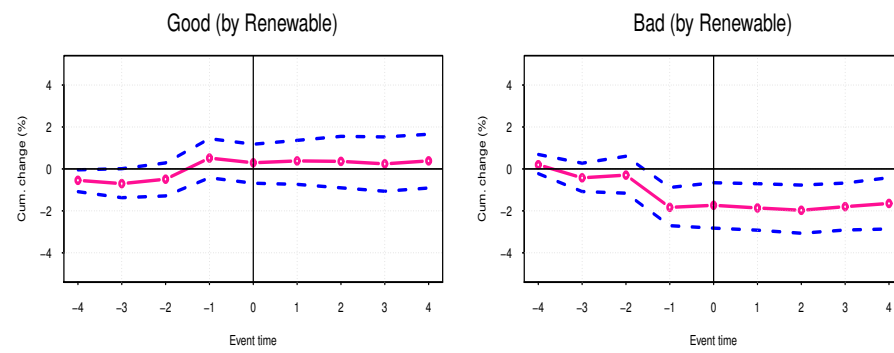 Good (by Renewable)
Cum. change (%)
4
2
0
−2
−4
−4 −3 −2 −1 0 1 2 3 4
Event time
Bad (by Renewable)
Cum. change (%)
4
2
0
−2
−4
−4 −3 −2 −1 0 1 2 3 4
Event time